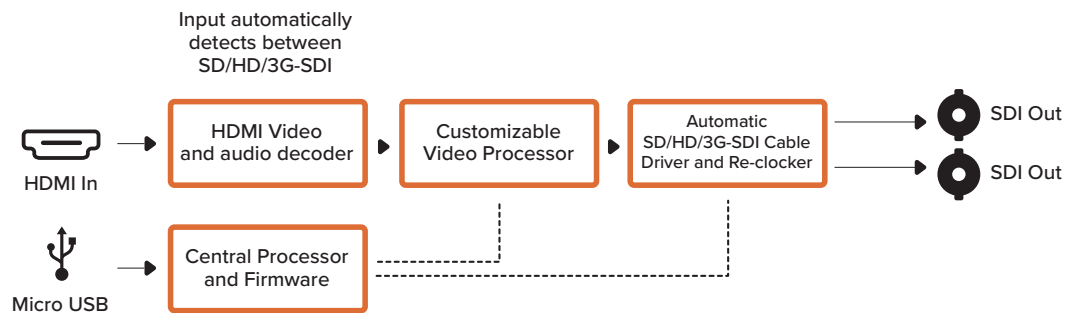 Input automatically
detects between
SD/HD/3G-SDI
HDMI In
HDMI Video
and audio decoder
Customizable
Video Processor
Automatic
SD/HD/3G-SDI Cable
Driver and Re-clocker
SDI Out
SDI Out
Micro USB
Central Processor
and Firmware